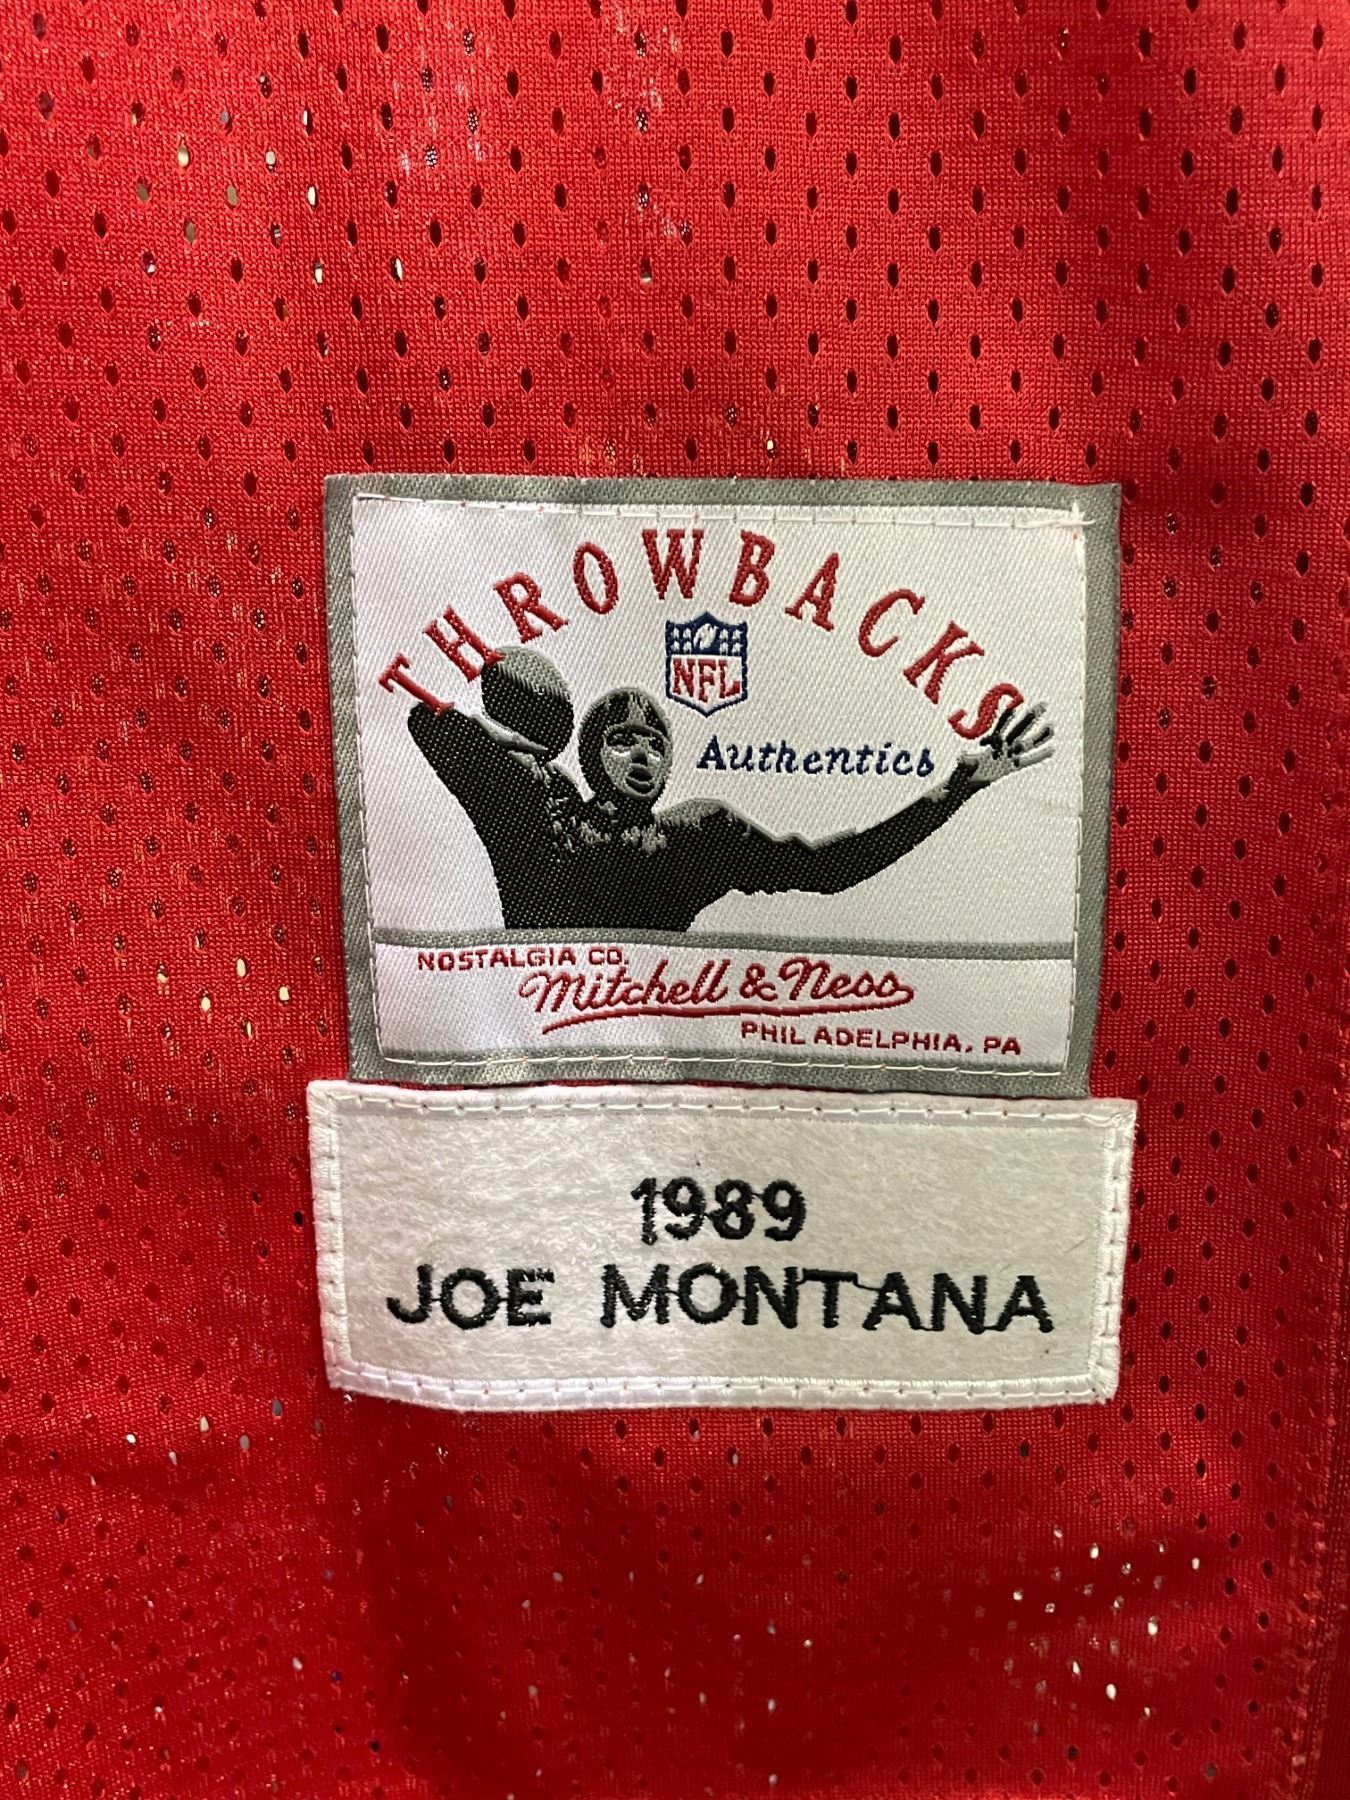 THROWBACKS
NFL
Authentics
NOSTALGIA CO.
Mitchell & Ness
PHILADELPHIA, PA
1989
JOE MONTANA